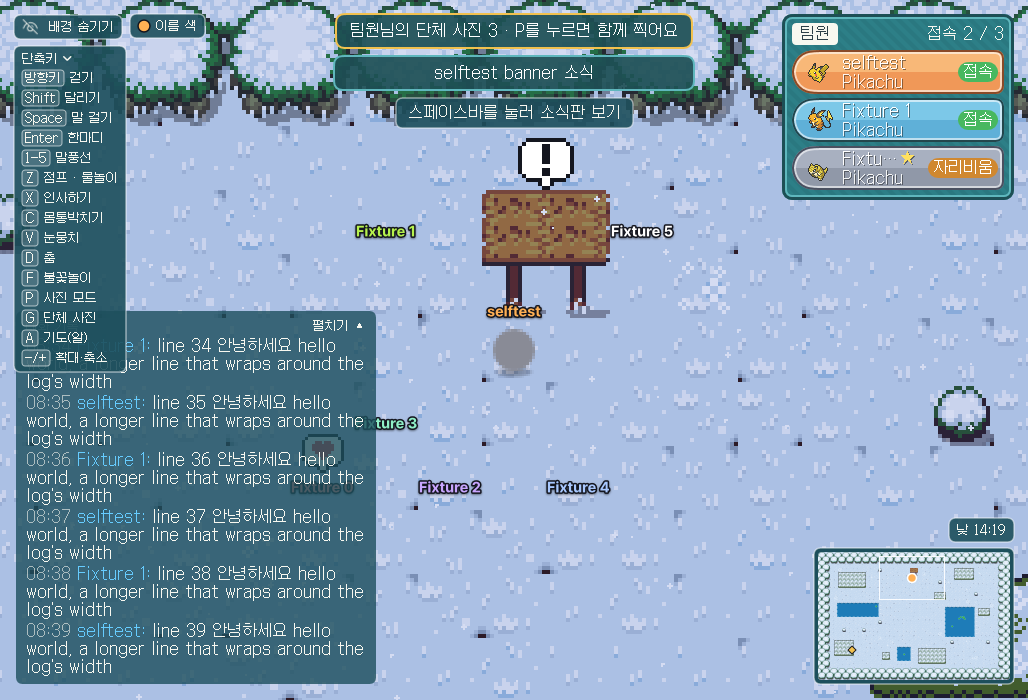 배경 숨기기
이름 색
팀원님의 단체 사진 3 · P를 누르면 함께 찍어요
selftest banner 소식
스페이스바를 눌러 소식판 보기
팀원 접속 2 / 3
selftest
Pikachu
접속
Fixture 1
Pikachu
접속
Fixtu…
Pikachu
자리비움
단축키
방향키 걷기
Shift 달리기
Space 말 걸기
Enter 한마디
1-5 말풍선
Z 점프 · 물놀이
X 인사하기
C 몸통박치기
V 눈뭉치
D 춤
F 불꽃놀이
P 사진 모드
G 단체 사진
A 기도(알)
-/+ 확대·축소
!
Fixture 1
Fixture 5
selftest
Fixture 3
Fixture 0
Fixture 2
Fixture 4
펼치기 ▲
1: line 34 안녕하세요 hello
longer line that wraps around the
log's width
08:35 selftest: line 35 안녕하세요 hello
world, a longer line that wraps around the
log's width
08:36 Fixture 1: line 36 안녕하세요 hello
world, a longer line that wraps around the
log's width
08:37 selftest: line 37 안녕하세요 hello
world, a longer line that wraps around the
log's width
08:38 Fixture 1: line 38 안녕하세요 hello
world, a longer line that wraps around the
log's width
08:39 selftest: line 39 안녕하세요 hello
world, a longer line that wraps around the
log's width
낮 14:19